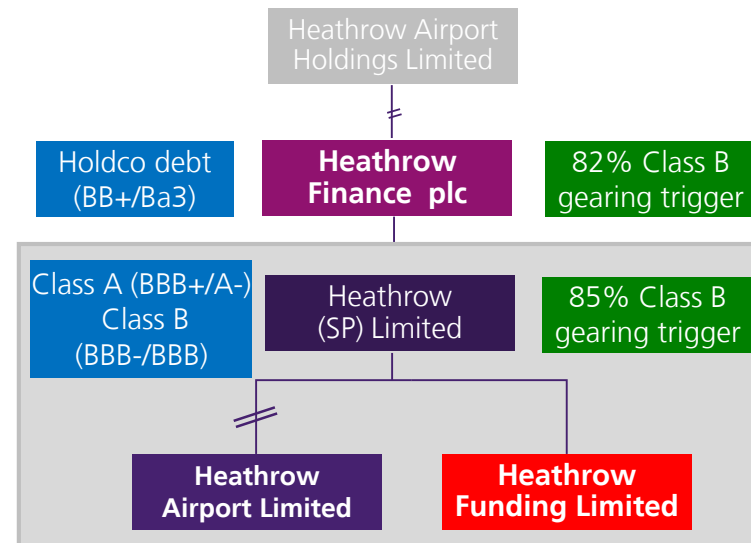 Heathrow Airport
Holdings Limited
Holdco debt
(BB+/Ba3)
Heathrow
Finance plc
82% Class B
gearing trigger
Class A (BBB+/A-)
Class B
(BBB-/BBB)
Heathrow
(SP) Limited
85% Class B
gearing trigger
Heathrow
Airport Limited
Heathrow
Funding Limited